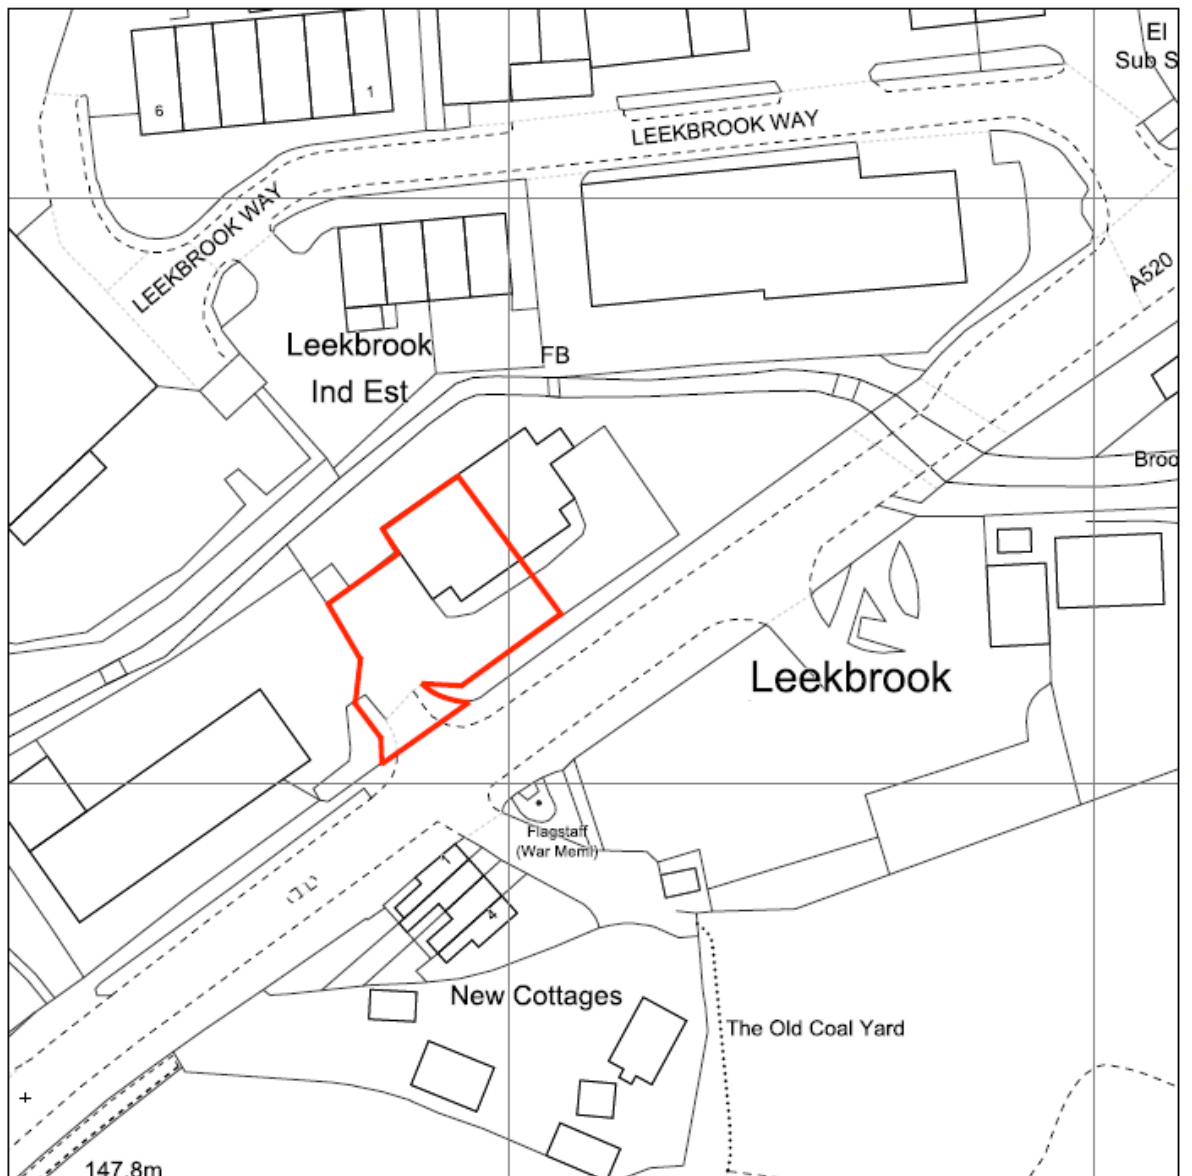 El
Sub S
6
1
LEEKBROOK WAY
LEEKBROOK WAY
A520
Leekbrook
Ind Est
FB
Broo
Leekbrook
Flagstaff
(War Meml)
1
4
New Cottages
The Old Coal Yard
147.8m